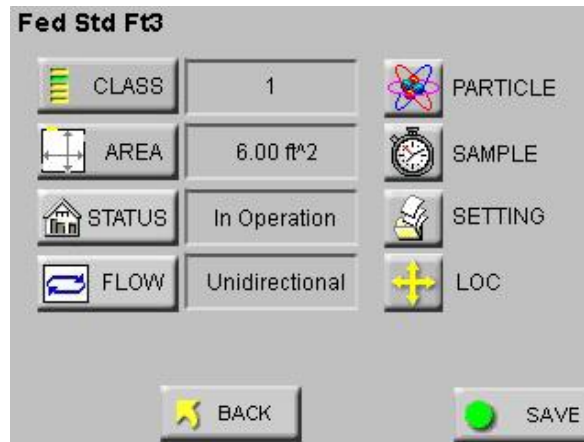 Fed Std Ft3
CLASS 1 PARTICLE
AREA 6.00 ft^2 SAMPLE
STATUS In Operation SETTING
FLOW Unidirectional LOC
BACK SAVE